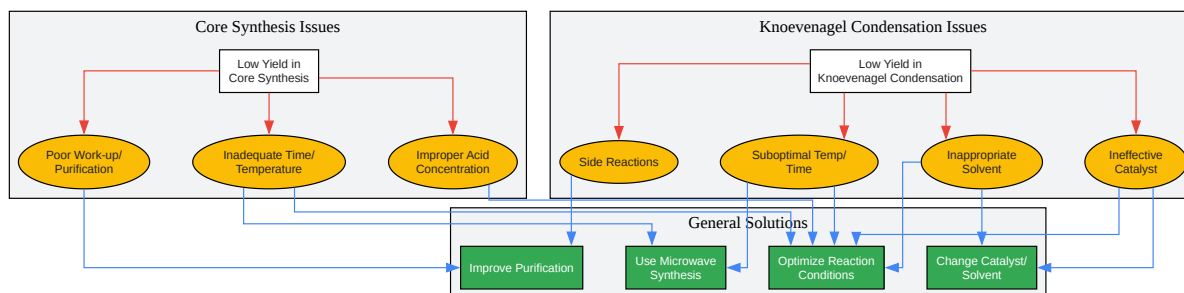 Core Synthesis Issues
Knoevenagel Condensation Issues
Low Yield in
Core Synthesis
Low Yield in
Knoevenagel Condensation
Poor Work-up/
Purification
Inadequate Time/
Temperature
Improper Acid
Concentration
Side Reactions
Suboptimal Temp/
Time
Inappropriate
Solvent
Ineffective
Catalyst
General Solutions
Improve Purification
Use Microwave
Synthesis
Optimize Reaction
Conditions
Change Catalyst/
Solvent